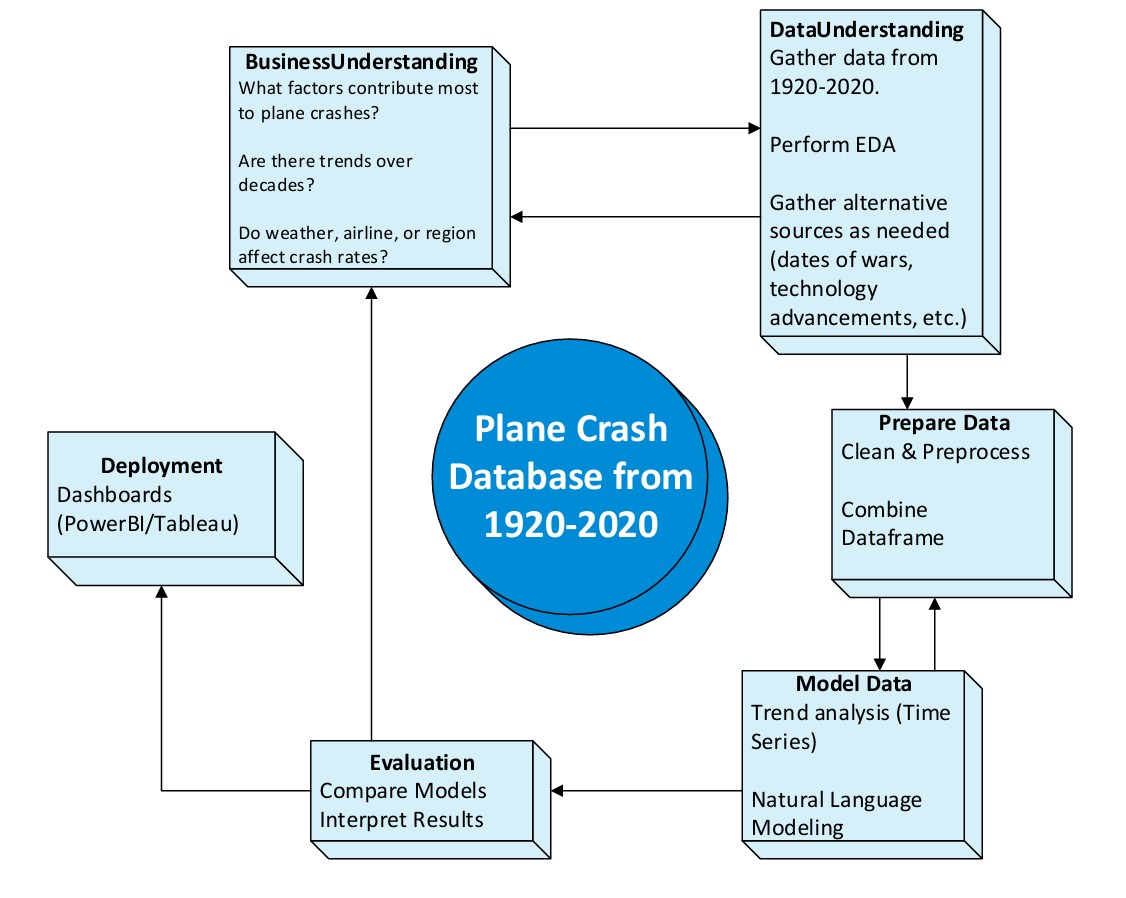 BusinessUnderstanding
What factors contribute most
to plane crashes?
Are there trends over
decades?
Do weather, airline, or region
affect crash rates?
DataUnderstanding
Gather data from
1920-2020.
Perform EDA
Gather alternative
sources as needed
(dates of wars,
technology
advancements, etc.)
Plane Crash
Database from
1920-2020
Prepare Data
Clean & Preprocess
Combine
Dataframe
Model Data
Trend analysis (Time
Series)
Natural Language
Modeling
Evaluation
Compare Models
Interpret Results
Deployment
Dashboards
(PowerBI/Tableau)